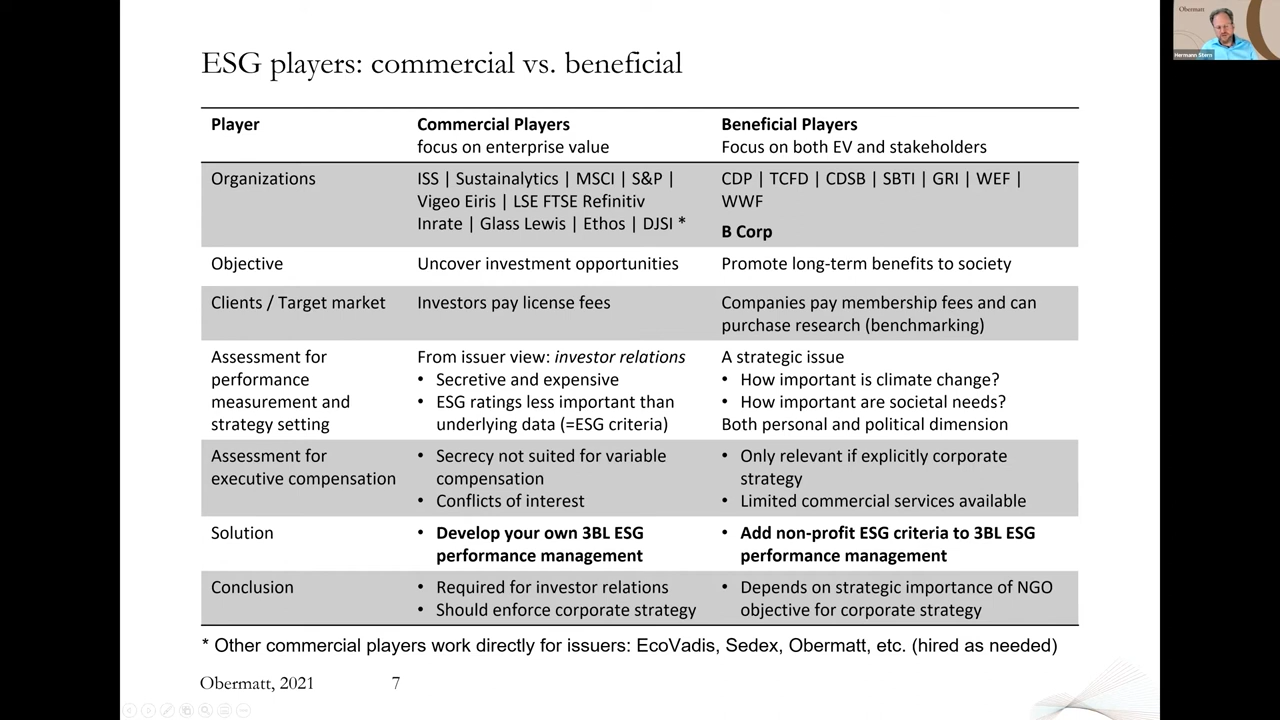 Obermatt
Hermann Stern
ESG players: commercial vs. beneficial
Player
Commercial Players
focus on enterprise value
Beneficial Players
Focus on both EV and stakeholders
Organizations
ISS | Sustainalytics | MSCI | S&P |
Vigeo Eiris | LSE FTSE Refinitiv
Inrate | Glass Lewis | Ethos | DJSI *
CDP | TCFD | CDSB | SBTI | GRI | WEF |
WWF
B Corp
Objective
Uncover investment opportunities
Promote long-term benefits to society
Clients / Target market
Investors pay license fees
Companies pay membership fees and can
purchase research (benchmarking)
Assessment for
performance
measurement and
strategy setting
From issuer view: investor relations
• Secretive and expensive
• ESG ratings less important than
underlying data (=ESG criteria)
A strategic issue
• How important is climate change?
• How important are societal needs?
Both personal and political dimension
Assessment for
executive compensation
• Secrecy not suited for variable
compensation
• Conflicts of interest
• Only relevant if explicitly corporate
strategy
• Limited commercial services available
Solution
• Develop your own 3BL ESG
performance management
• Add non-profit ESG criteria to 3BL ESG
performance management
Conclusion
• Required for investor relations
• Should enforce corporate strategy
• Depends on strategic importance of NGO
objective for corporate strategy
* Other commercial players work directly for issuers: EcoVadis, Sedex, Obermatt, etc. (hired as needed)
Obermatt, 2021
7